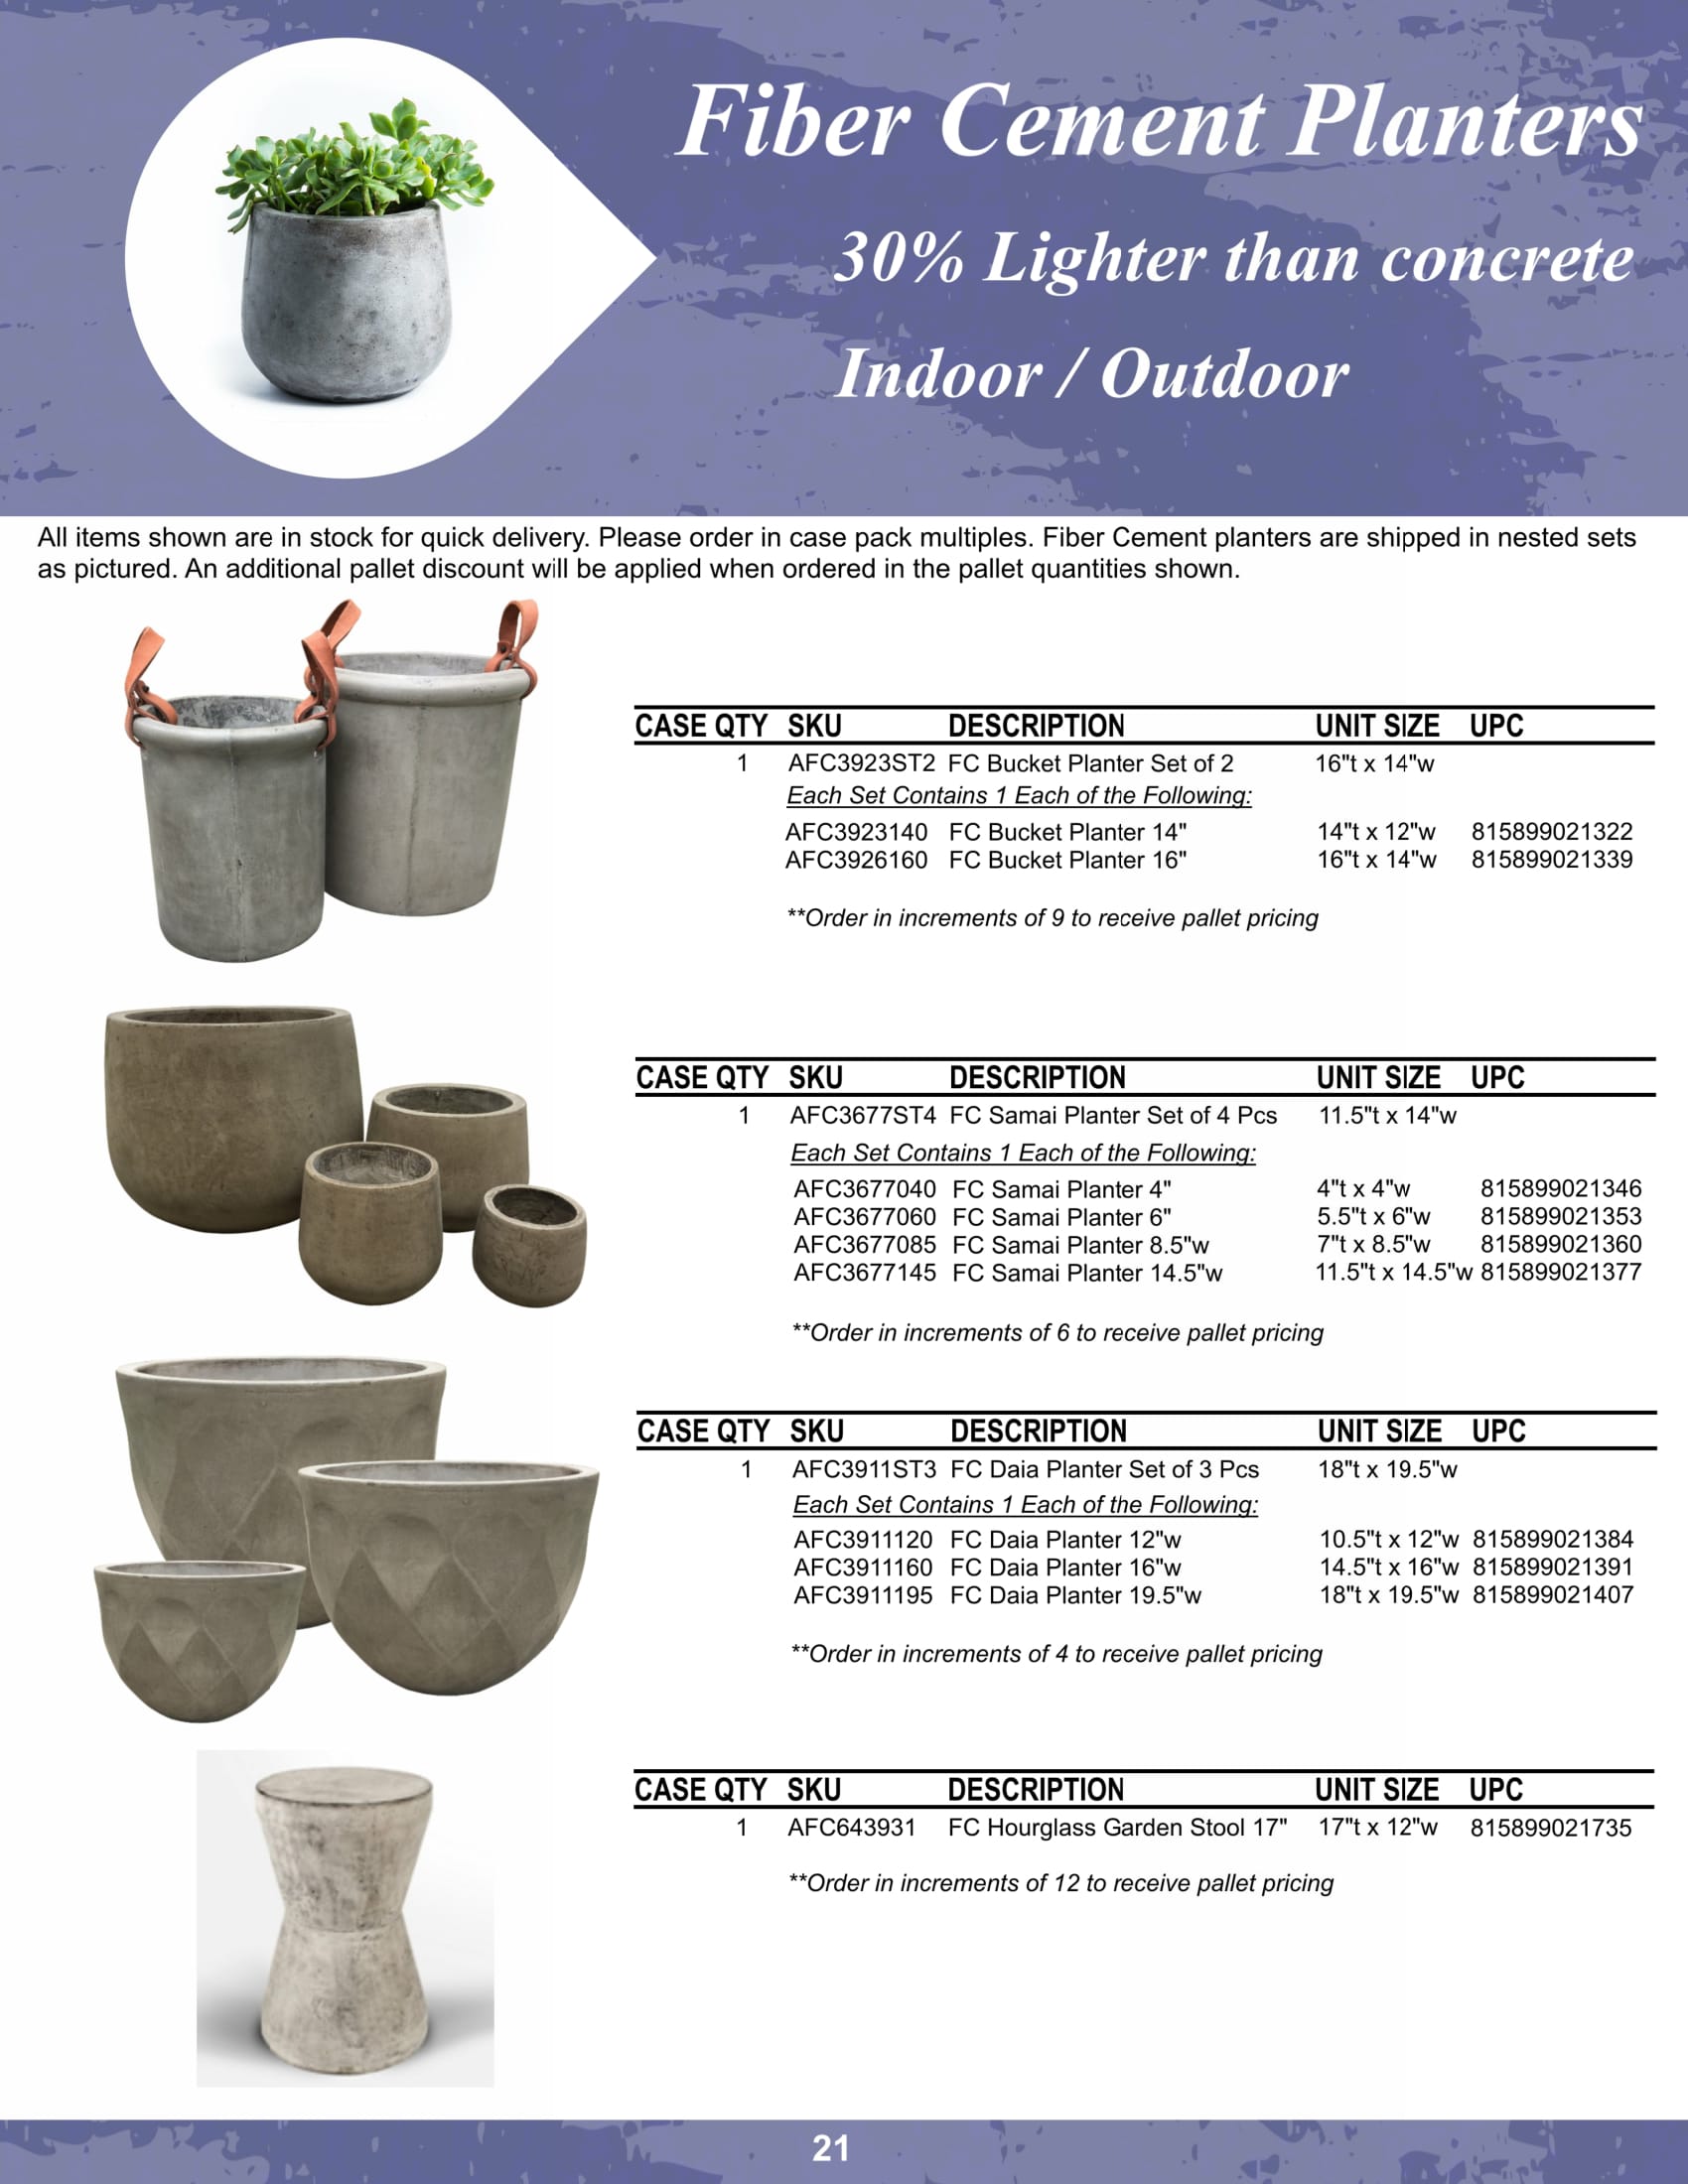 Fiber Cement Planters
30% Lighter than concrete
Indoor / Outdoor
All items shown are in stock for quick delivery. Please order in case pack multiples. Fiber Cement planters are shipped in nested sets
as pictured. An additional pallet discount will be applied when ordered in the pallet quantities shown.
CASE QTY SKU DESCRIPTION UNIT SIZE UPC
1 AFC3923ST2 FC Bucket Planter Set of 2 16"t x 14"w
Each Set Contains 1 Each of the Following:
AFC3923140 FC Bucket Planter 14" 14"t x 12"w 815899021322
AFC3926160 FC Bucket Planter 16" 16"t x 14"w 815899021339
**Order in increments of 9 to receive pallet pricing
CASE QTY SKU DESCRIPTION UNIT SIZE UPC
1 AFC3677ST4 FC Samai Planter Set of 4 Pcs 11.5"t x 14"w
Each Set Contains 1 Each of the Following:
AFC3677040 FC Samai Planter 4" 4"t x 4"w 815899021346
AFC3677060 FC Samai Planter 6" 5.5"t x 6"w 815899021353
AFC3677085 FC Samai Planter 8.5"w 7"t x 8.5"w 815899021360
AFC3677145 FC Samai Planter 14.5"w 11.5"t x 14.5"w 815899021377
**Order in increments of 6 to receive pallet pricing
CASE QTY SKU DESCRIPTION UNIT SIZE UPC
1 AFC3911ST3 FC Daia Planter Set of 3 Pcs 18"t x 19.5"w
Each Set Contains 1 Each of the Following:
AFC3911120 FC Daia Planter 12"w 10.5"t x 12"w 815899021384
AFC3911160 FC Daia Planter 16"w 14.5"t x 16"w 815899021391
AFC3911195 FC Daia Planter 19.5"w 18"t x 19.5"w 815899021407
**Order in increments of 4 to receive pallet pricing
CASE QTY SKU DESCRIPTION UNIT SIZE UPC
1 AFC643931 FC Hourglass Garden Stool 17" 17"t x 12"w 815899021735
**Order in increments of 12 to receive pallet pricing
21